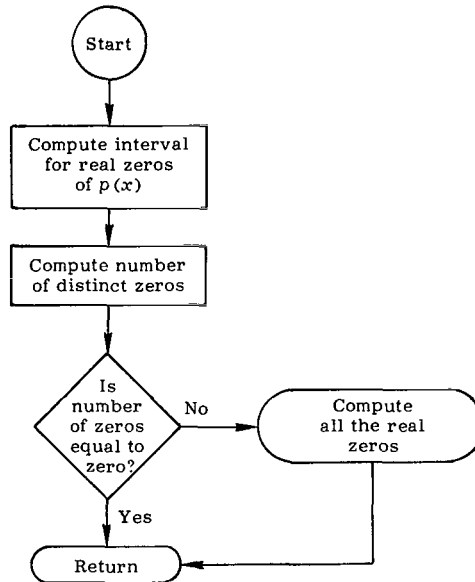 Start
Compute interval
for real zeros
of p(x)
Compute number
of distinct zeros
Is
number
of zeros
equal to
zero?
No
Compute
all the real
zeros
Yes
Return